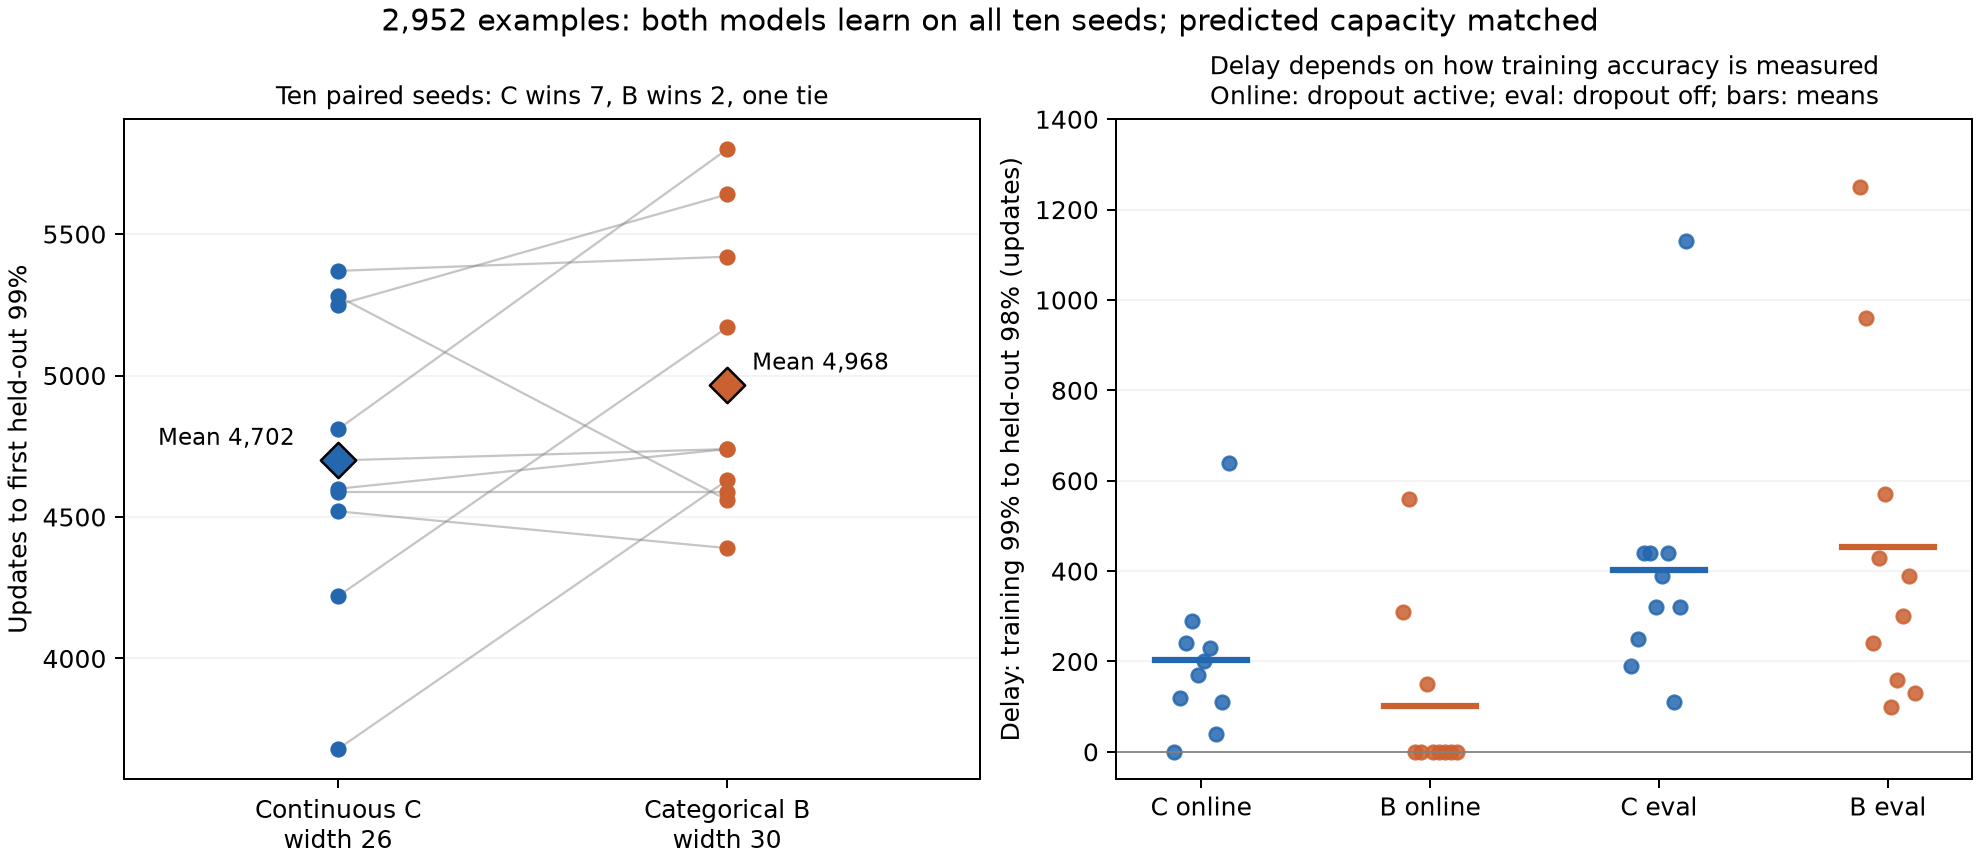 2,952 examples: both models learn on all ten seeds; predicted capacity matched
Ten paired seeds: C wins 7, B wins 2, one tie
Updates to first held-out 99%
5500
5000
4500
4000
Mean 4,702
Mean 4,968
Continuous C
width 26
Categorical B
width 30
Delay depends on how training accuracy is measured
Online: dropout active; eval: dropout off; bars: means
Delay: training 99% to held-out 98% (updates)
1400
1200
1000
800
600
400
200
0
C online
B online
C eval
B eval